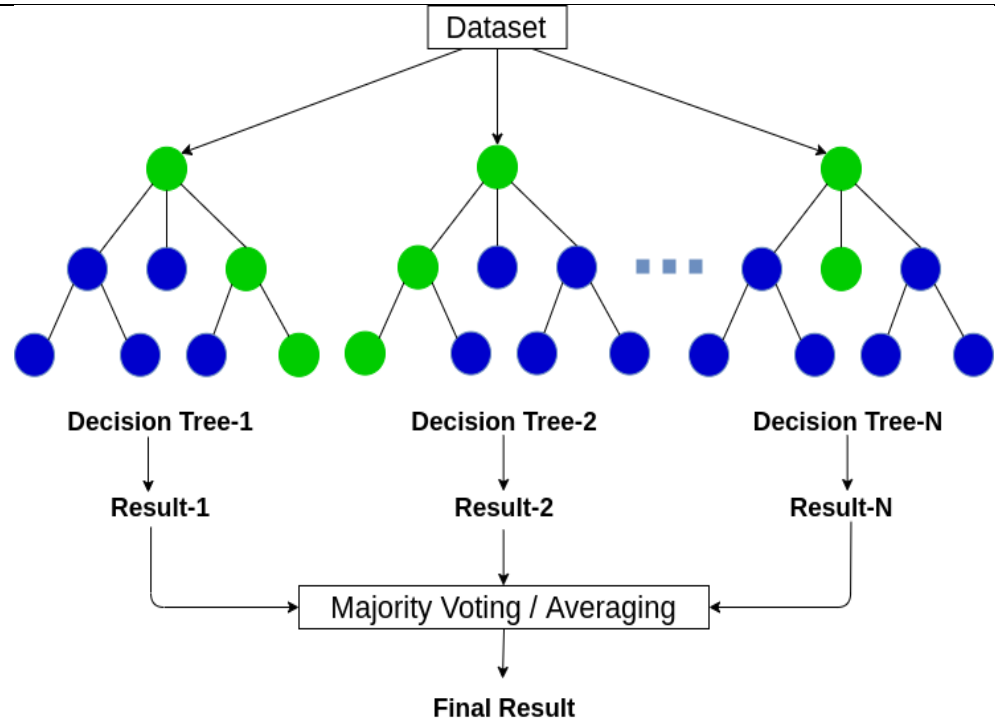 Dataset
Decision Tree-1
Decision Tree-2
Decision Tree-N
Result-1
Result-2
Result-N
Majority Voting / Averaging
Final Result